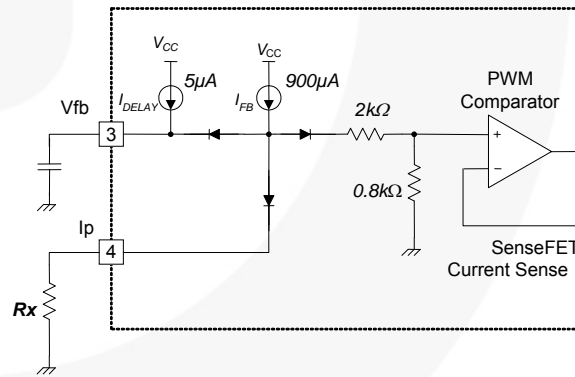 VCC
VCC
5μA
900μA
IDELAY
IFB
Vfb
3
2kΩ
PWM
Comparator
+
-
0.8kΩ
Ip
4
SenseFET
Current Sense
Rx